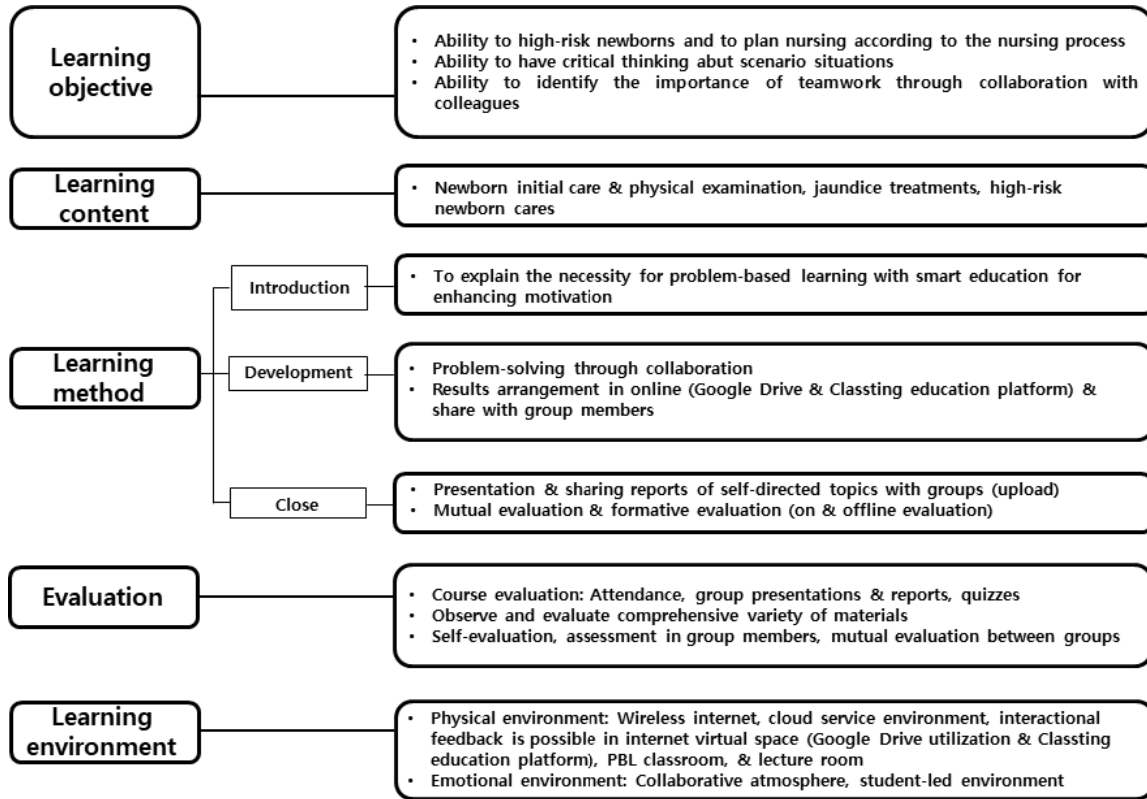 Learning
objective
• Ability to high-risk newborns and to plan nursing according to the nursing process
• Ability to have critical thinking abut scenario situations
• Ability to identify the importance of teamwork through collaboration with
colleagues
Learning
content
• Newborn initial care & physical examination, jaundice treatments, high-risk
newborn cares
Learning
method
Introduction
• To explain the necessity for problem-based learning with smart education for
enhancing motivation
Development
• Problem-solving through collaboration
• Results arrangement in online (Google Drive & Classting education platform) &
share with group members
Close
• Presentation & sharing reports of self-directed topics with groups (upload)
• Mutual evaluation & formative evaluation (on & offline evaluation)
Evaluation
• Course evaluation: Attendance, group presentations & reports, quizzes
• Observe and evaluate comprehensive variety of materials
• Self-evaluation, assessment in group members, mutual evaluation between groups
Learning
environment
• Physical environment: Wireless internet, cloud service environment, interactional
feedback is possible in internet virtual space (Google Drive utilization & Classting
education platform), PBL classroom, & lecture room
• Emotional environment: Collaborative atmosphere, student-led environment